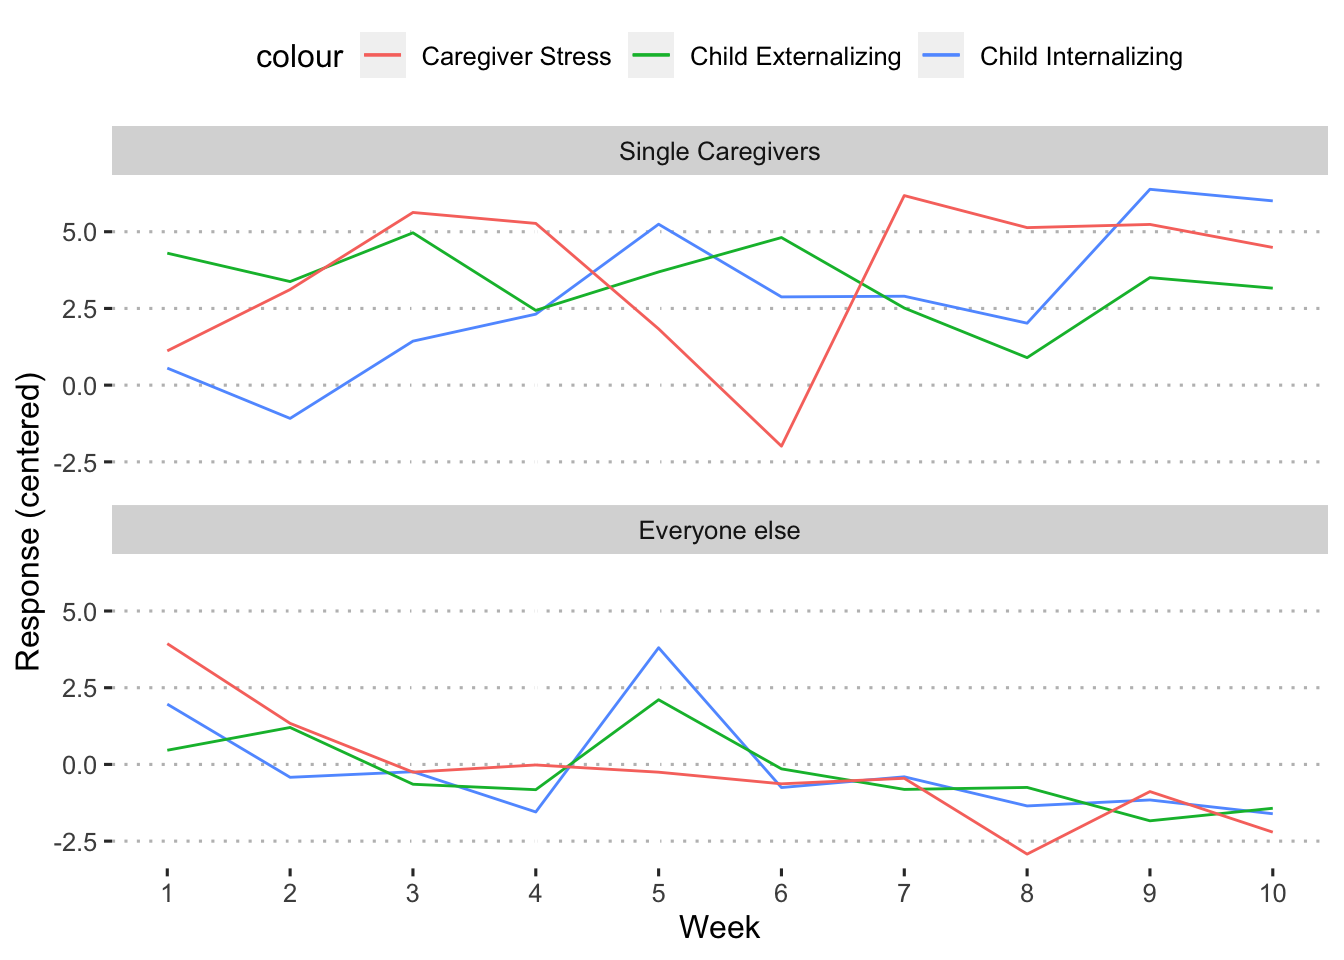 colour Caregiver Stress Child Externalizing Child Internalizing
Single Caregivers
5.0
2.5
0.0
-2.5
Response (centered)
Everyone else
5.0
2.5
0.0
-2.5
1 2 3 4 5 6 7 8 9 10
Week